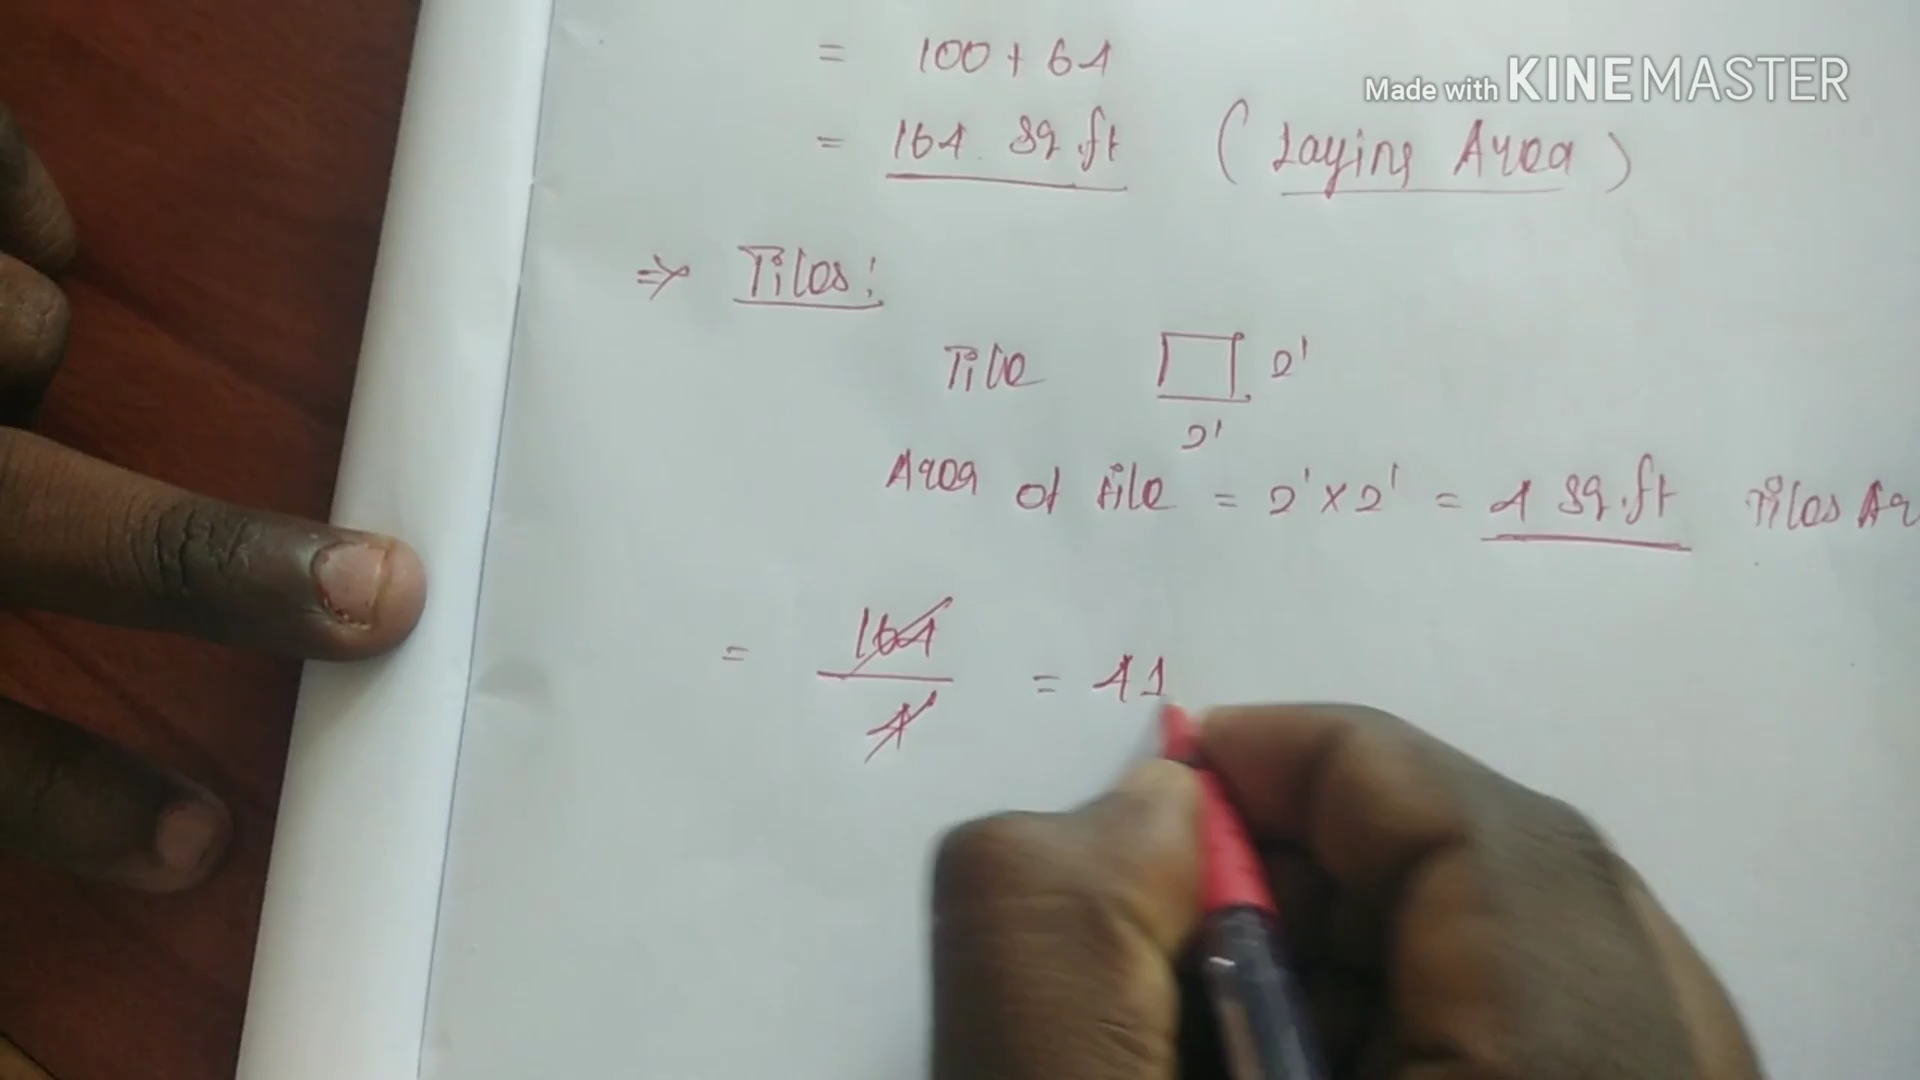 = 100 + 64
Made with KINEMASTER
= 164 Sq.ft (Laying Area)
⇒ Tiles:
Tile 2'
2'
Area of tile = 2' x 2' = 4 Sq.ft Tiles Ar
= 164 / 4 = 41